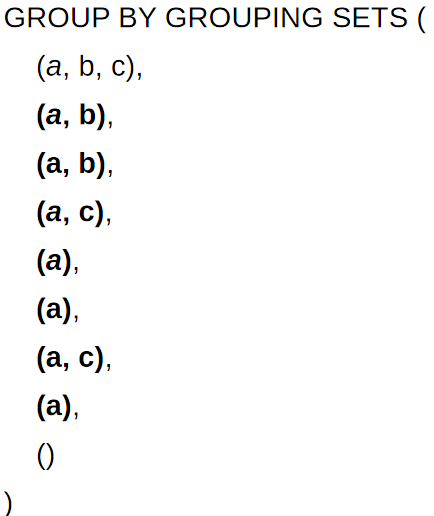 GROUP BY GROUPING SETS (
(a, b, c),
(a, b),
(a, b),
(a, c),
(a),
(a),
(a, c),
(a),
()
)